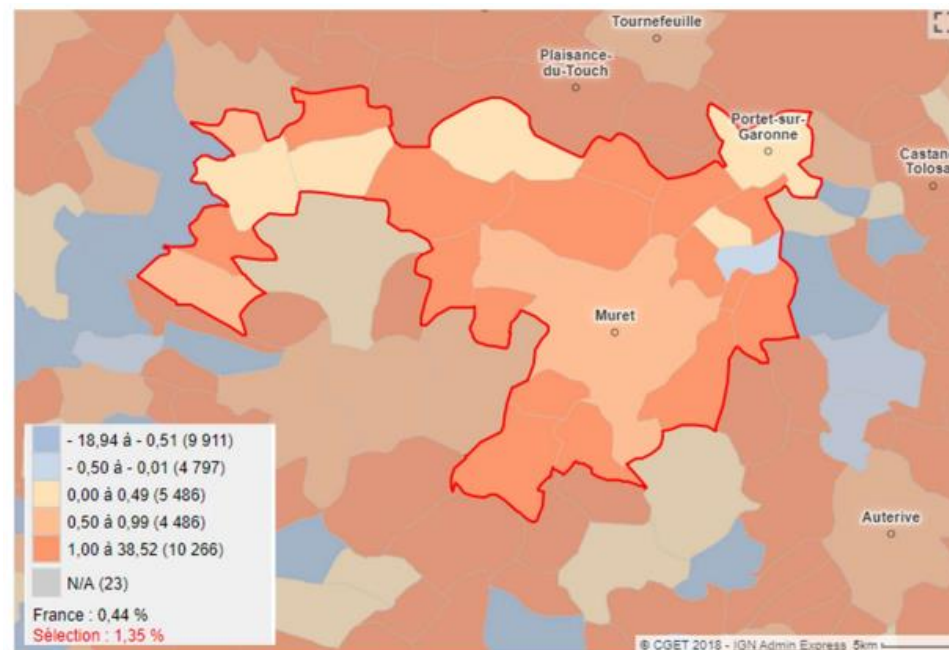 Tournefeuille
Plaisance-
du-Touch
Portet-sur-
Garonne
Castane
Tolosa
Muret
Auterive
- 18,94 à - 0,51 (9 911)
- 0,50 à - 0,01 (4 797)
0,00 à 0,49 (5 486)
0,50 à 0,99 (4 486)
1,00 à 38,52 (10 266)
N/A (23)
France : 0,44 %
Sélection : 1,35 %
© CGET 2018 - IGN Admin Express 5km